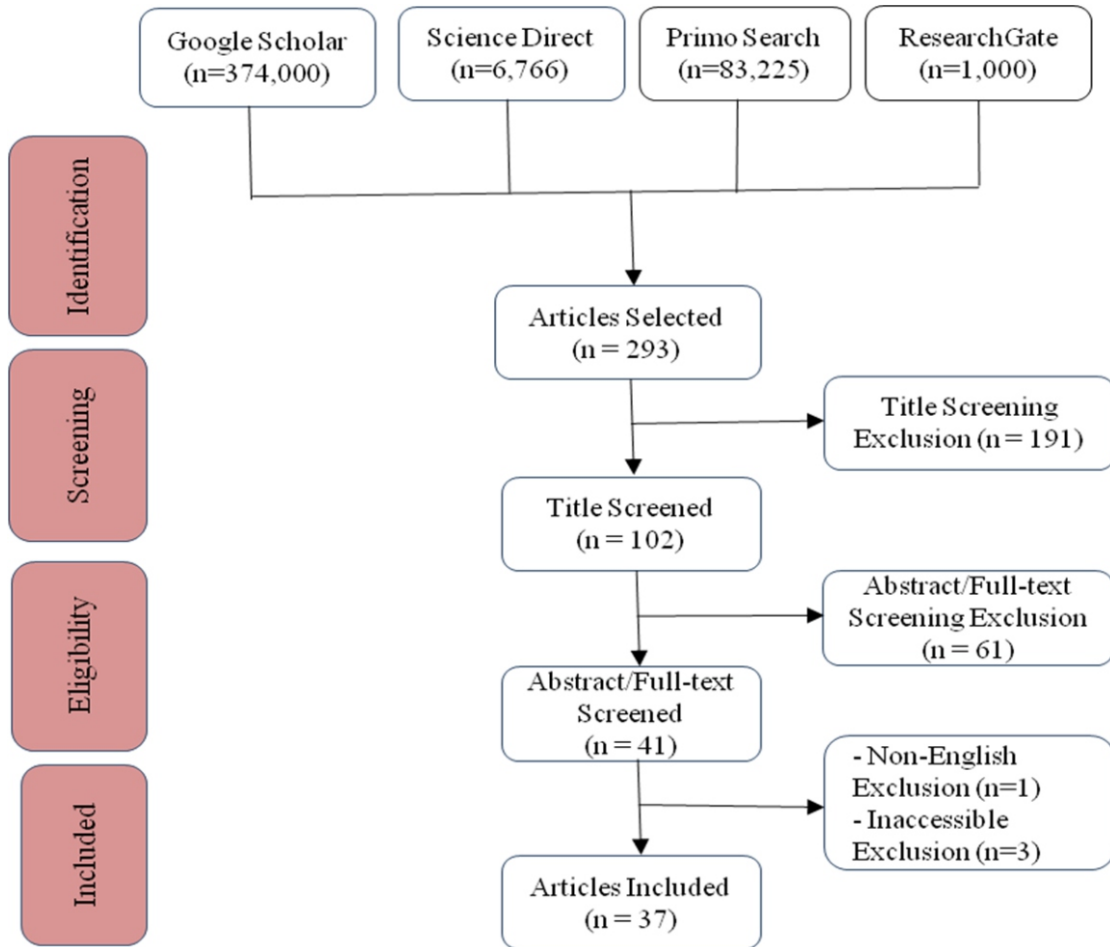 Google Scholar
(n=374,000)
Science Direct
(n=6,766)
Primo Search
(n=83,225)
ResearchGate
(n=1,000)
Identification
Articles Selected
(n = 293)
Screening
Title Screening
Exclusion (n = 191)
Title Screened
(n = 102)
Eligibility
Abstract/Full-text
Screening Exclusion
(n = 61)
Abstract/Full-text
Screened
(n = 41)
Included
- Non-English
Exclusion (n=1)
- Inaccessible
Exclusion (n=3)
Articles Included
(n = 37)